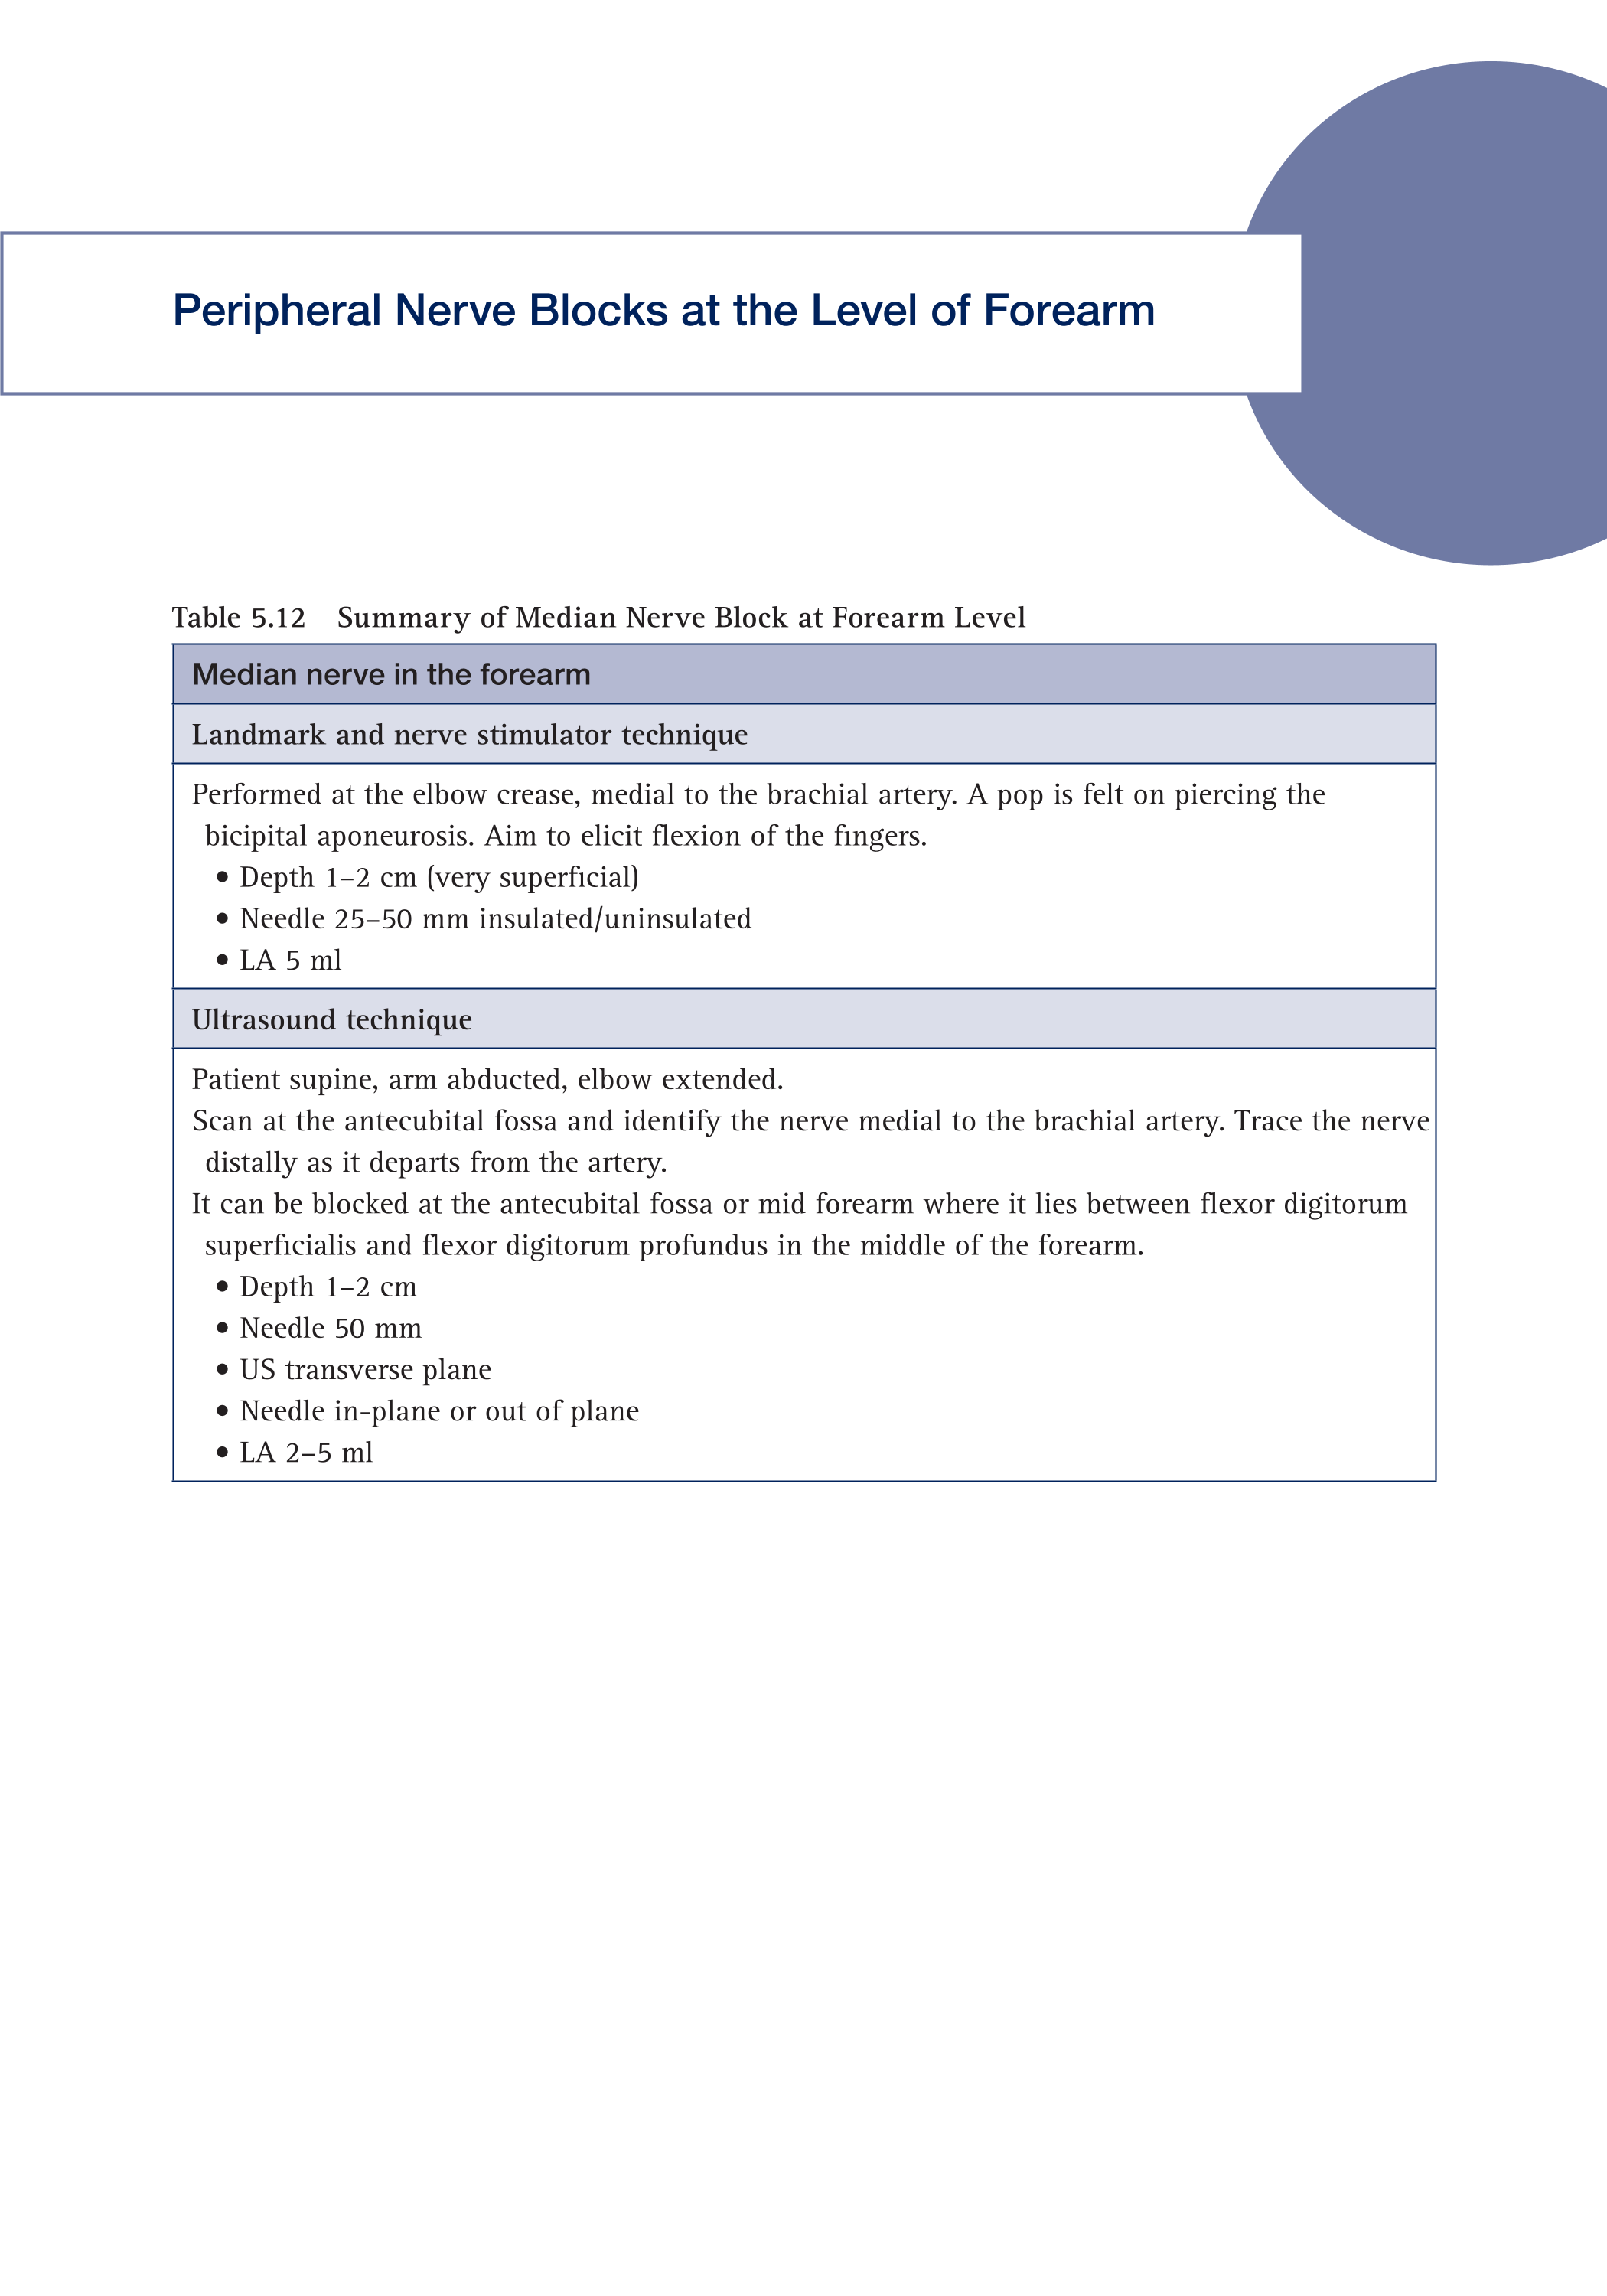 Peripheral Nerve Blocks at the Level of Forearm
Table 5.12 Summary of Median Nerve Block at Forearm Level
Median nerve in the forearm
Landmark and nerve stimulator technique
Performed at the elbow crease, medial to the brachial artery. A pop is felt on piercing the
bicipital aponeurosis. Aim to elicit flexion of the fingers.
• Depth 1–2 cm (very superficial)
• Needle 25–50 mm insulated/uninsulated
• LA 5 ml
Ultrasound technique
Patient supine, arm abducted, elbow extended.
Scan at the antecubital fossa and identify the nerve medial to the brachial artery. Trace the nerve
distally as it departs from the artery.
It can be blocked at the antecubital fossa or mid forearm where it lies between flexor digitorum
superficialis and flexor digitorum profundus in the middle of the forearm.
• Depth 1–2 cm
• Needle 50 mm
• US transverse plane
• Needle in-plane or out of plane
• LA 2–5 ml